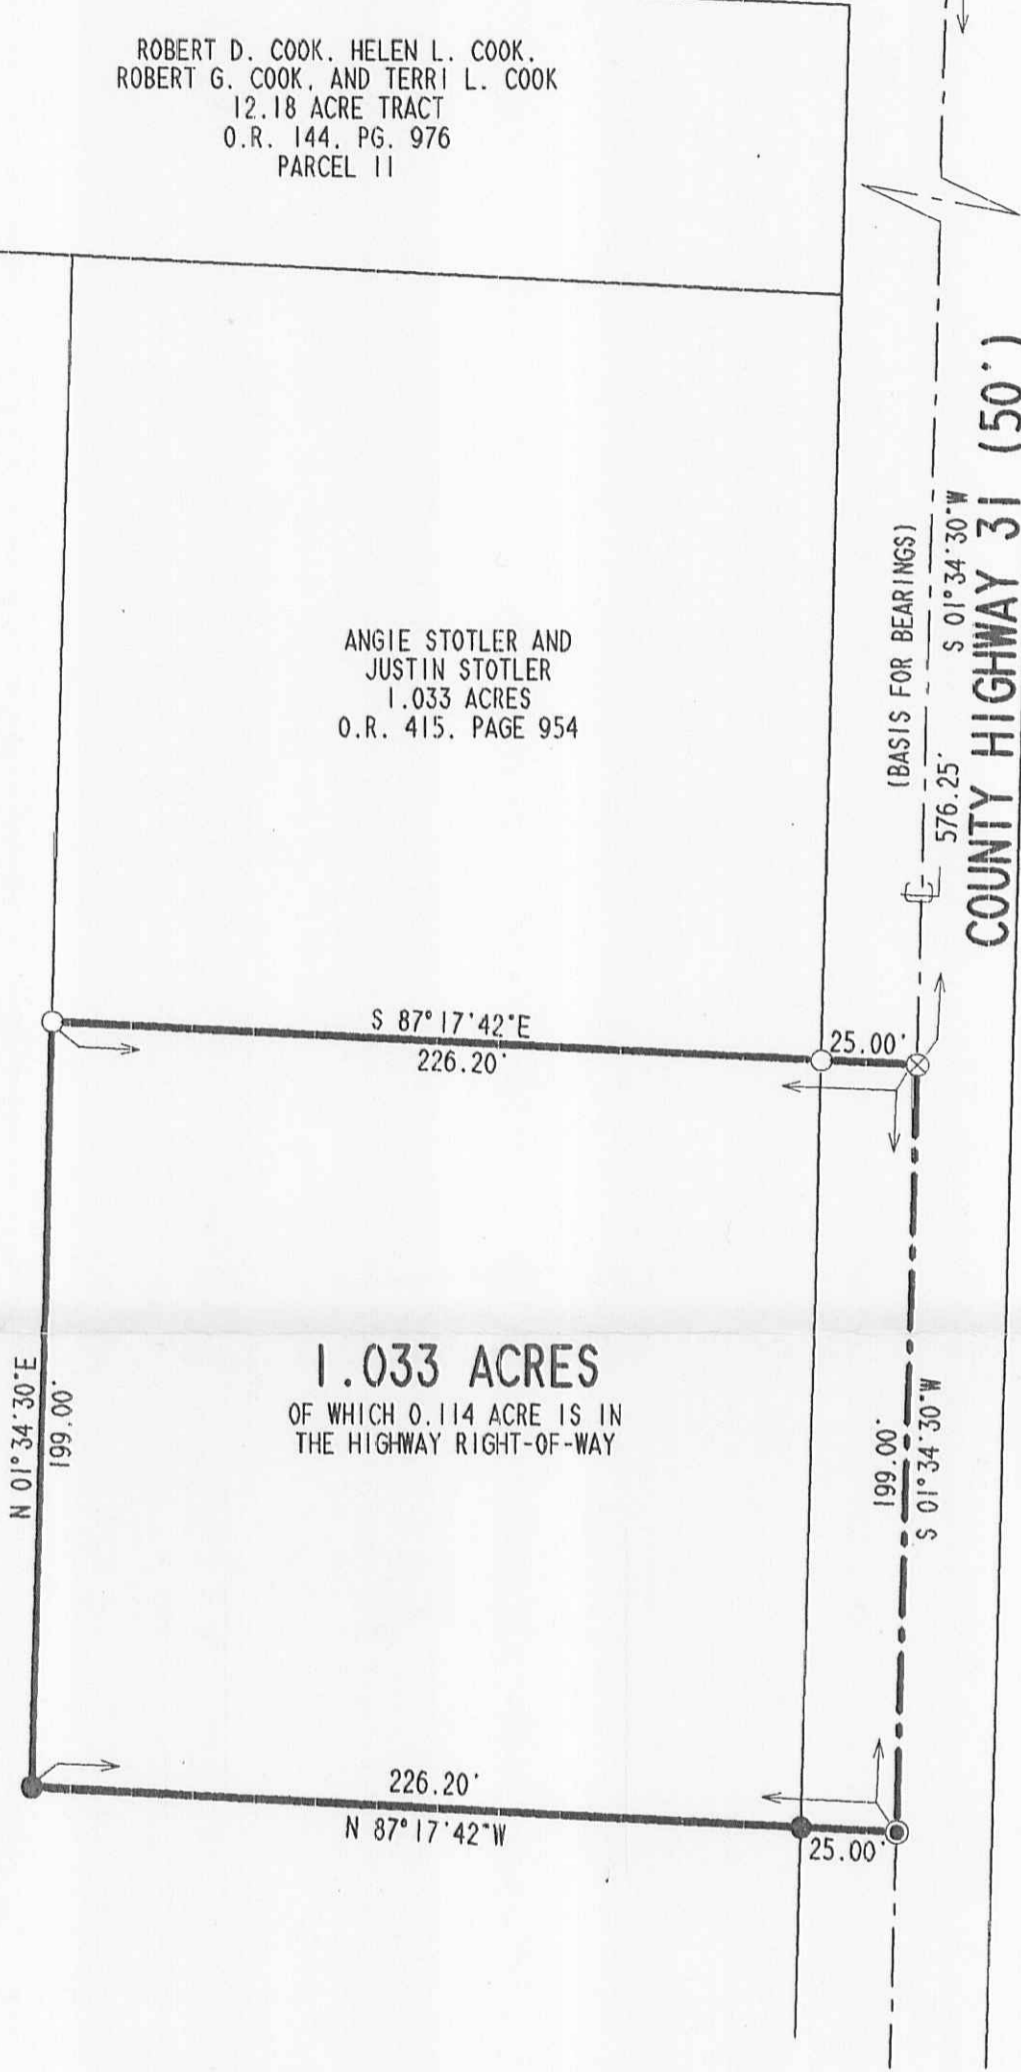 ROBERT D. COOK, HELEN L. COOK,
ROBERT G. COOK, AND TERRI L. COOK
12.18 ACRE TRACT
O.R. 144, PG. 976
PARCEL II
COUNTY HIGHWAY 31 (50')
(BASIS FOR BEARINGS)
S 01°34'30"W
576.25'
ANGIE STOTLER AND
JUSTIN STOTLER
1.033 ACRES
O.R. 415, PAGE 954
S 87°17'42"E
226.20'
25.00'
N 01°34'30"E
199.00'
1.033 ACRES
OF WHICH 0.114 ACRE IS IN
THE HIGHWAY RIGHT-OF-WAY
199.00'
S 01°34'30"W
226.20'
N 87°17'42"W
25.00'